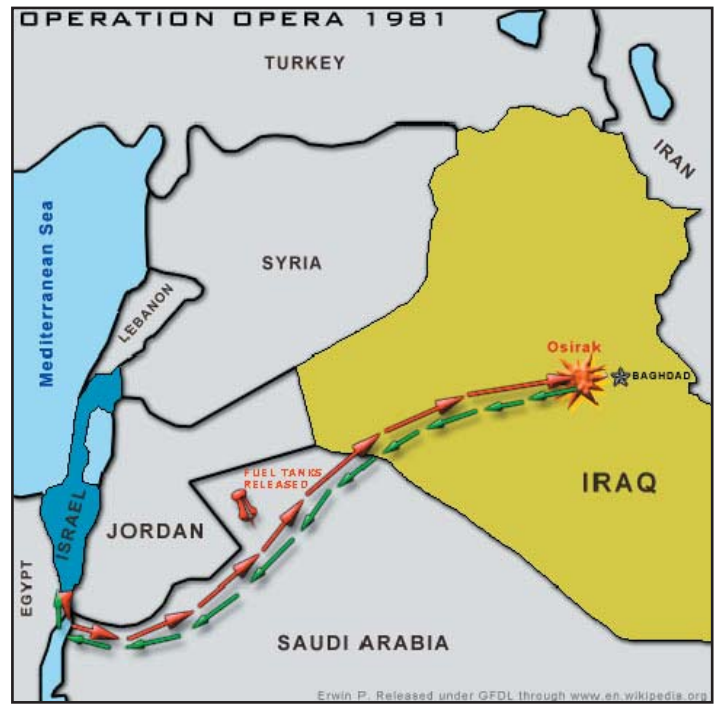 OPERATION OPERA 1981
TURKEY
IRAN
Mediterranean Sea
SYRIA
LEBANON
Osirak
BAGHDAD
FUEL TANKS
RELEASED
IRAQ
ISRAEL
JORDAN
EGYPT
SAUDI ARABIA
Erwin P. Released under GFDL through www.en.wikipedia.org